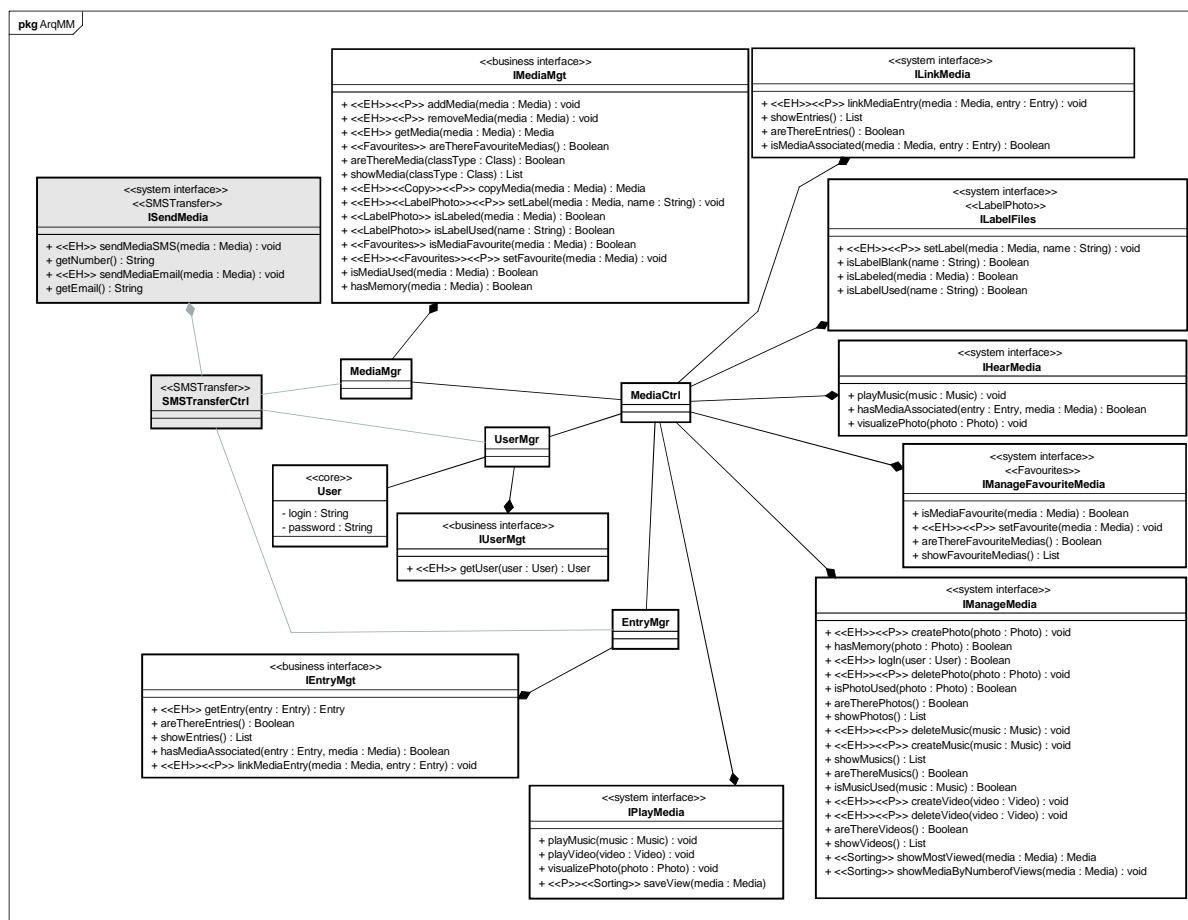 pkg ArqMM
<<business interface>>
IMediaMgt
+ <<EH>><<P>> addMedia(media : Media) : void
+ <<EH>><<P>> removeMedia(media : Media) : void
+ <<EH>> getMedia(media : Media) : Media
+ <<Favourites>> areThereFavouriteMedias() : Boolean
+ areThereMedia(classType : Class) : Boolean
+ showMedia(classType : Class) : List
+ <<EH>><<Copy>><<P>> copyMedia(media : Media) : Media
+ <<EH>><<LabelPhoto>><<P>> setLabel(media : Media, name : String) : void
+ <<LabelPhoto>> isLabeled(media : Media) : Boolean
+ <<LabelPhoto>> isLabelUsed(name : String) : Boolean
+ <<Favourites>> isMediaFavourite(media : Media) : Boolean
+ <<EH>><<Favourites>><<P>> setFavourite(media : Media) : void
+ isMediaUsed(media : Media) : Boolean
+ hasMemory(media : Media) : Boolean
<<system interface>>
ILinkMedia
+ <<EH>><<P>> linkMediaEntry(media : Media, entry : Entry) : void
+ showEntries() : List
+ areThereEntries() : Boolean
+ isMediaAssociated(media : Media, entry : Entry) : Boolean
<<system interface>>
<<SMSTransfer>>
ISendMedia
+ <<EH>> sendMediaSMS(media : Media) : void
+ getNumber() : String
+ <<EH>> sendMediaEmail(media : Media) : void
+ getEmail() : String
<<system interface>>
<<LabelPhoto>>
ILabelFiles
+ <<EH>><<P>> setLabel(media : Media, name : String) : void
+ isLabelBlank(name : String) : Boolean
+ isLabeled(media : Media) : Boolean
+ isLabelUsed(name : String) : Boolean
MediaMgr
<<SMSTransfer>>
SMSTransferCtrl
MediaCtrl
<<system interface>>
IHearMedia
+ playMusic(music : Music) : void
+ hasMediaAssociated(entry : Entry, media : Media) : Boolean
+ visualizePhoto(photo : Photo) : void
UserMgr
<<core>>
User
- login : String
- password : String
<<system interface>>
<<Favourites>>
IManageFavouriteMedia
+ isMediaFavourite(media : Media) : Boolean
+ <<EH>><<P>> setFavourite(media : Media) : void
+ areThereFavouriteMedias() : Boolean
+ showFavouriteMedias() : List
<<business interface>>
IUserMgt
+ <<EH>> getUser(user : User) : User
<<system interface>>
IManageMedia
+ <<EH>><<P>> createPhoto(photo : Photo) : void
+ hasMemory(photo : Photo) : Boolean
+ <<EH>> logIn(user : User) : Boolean
+ <<EH>><<P>> deletePhoto(photo : Photo) : void
+ isPhotoUsed(photo : Photo) : Boolean
+ areTherePhotos() : Boolean
+ showPhotos() : List
+ <<EH>><<P>> deleteMusic(music : Music) : void
+ <<EH>><<P>> createMusic(music : Music) : void
+ showMusics() : List
+ areThereMusics() : Boolean
+ isMusicUsed(music : Music) : Boolean
+ <<EH>><<P>> createVideo(video : Video) : void
+ <<EH>><<P>> deleteVideo(video : Video) : void
+ areThereVideos() : Boolean
+ showVideos() : List
+ <<Sorting>> showMostViewed(media : Media) : Media
+ <<Sorting>> showMediaByNumberofViews(media : Media) : void
EntryMgr
<<business interface>>
IEntryMgt
+ <<EH>> getEntry(entry : Entry) : Entry
+ areThereEntries() : Boolean
+ showEntries() : List
+ hasMediaAssociated(entry : Entry, media : Media) : Boolean
+ <<EH>><<P>> linkMediaEntry(media : Media, entry : Entry) : void
<<system interface>>
IPlayMedia
+ playMusic(music : Music) : void
+ playVideo(video : Video) : void
+ visualizePhoto(photo : Photo) : void
+ <<P>><<Sorting>> saveView(media : Media)